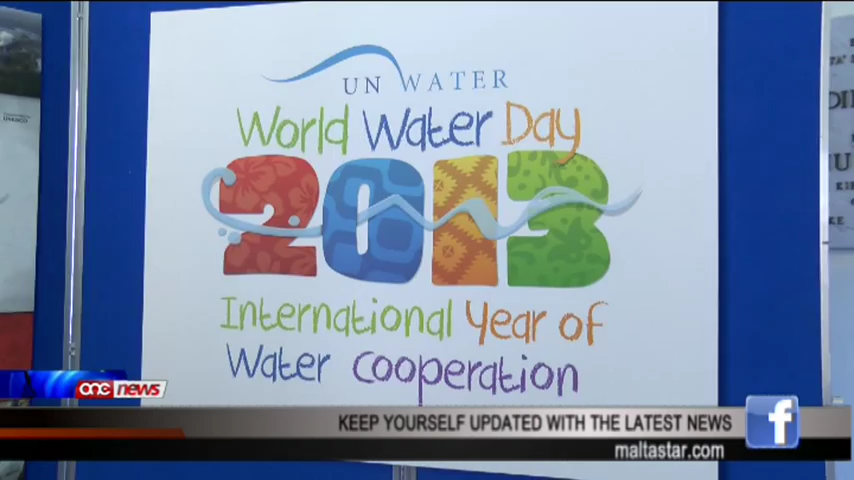 UN WATER
World Water Day
2013
International Year of
Water Cooperation
one news
KEEP YOURSELF UPDATED WITH THE LATEST NEWS
maltastar.com
f